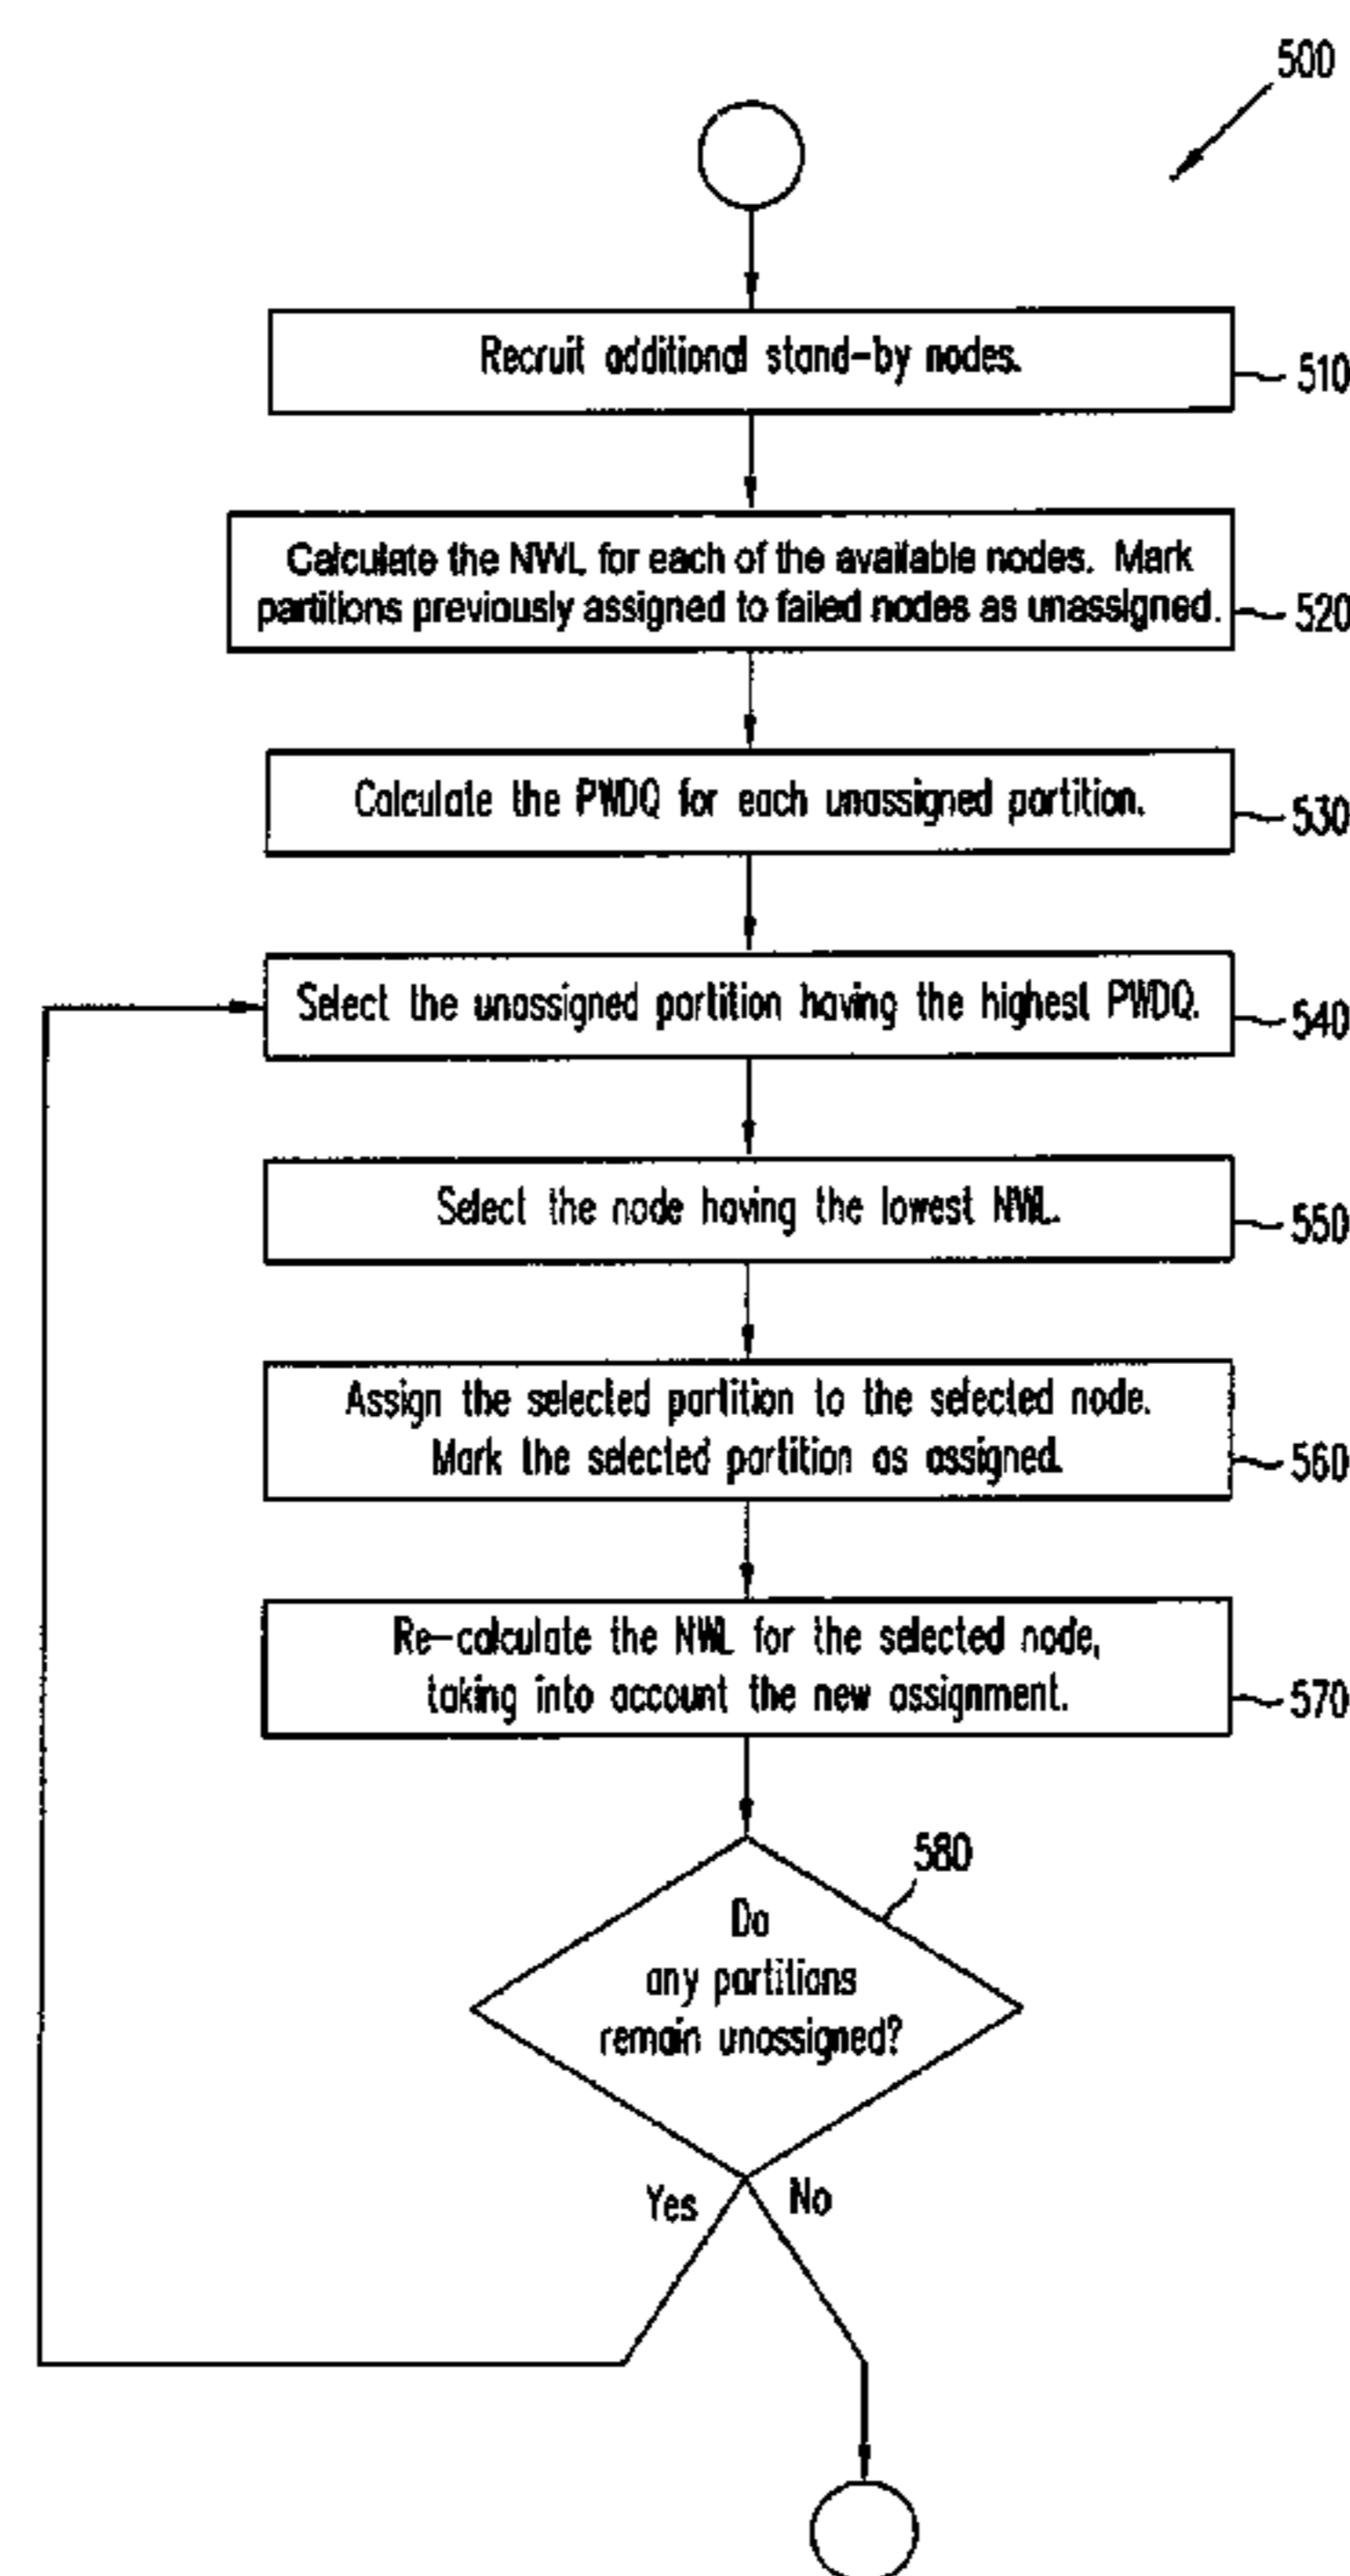 500
Recruit additional stand-by nodes.
510
Calculate the NWL for each of the available nodes. Mark
partitions previously assigned to failed nodes as unassigned.
520
Calculate the PWDQ for each unassigned partition.
530
Select the unassigned partition having the highest PWDQ.
540
Select the node having the lowest NWL.
550
Assign the selected partition to the selected node.
Mark the selected partition as assigned.
560
Re-calculate the NWL for the selected node,
taking into account the new assignment.
570
580
Do
any partitions
remain unassigned?
Yes
No